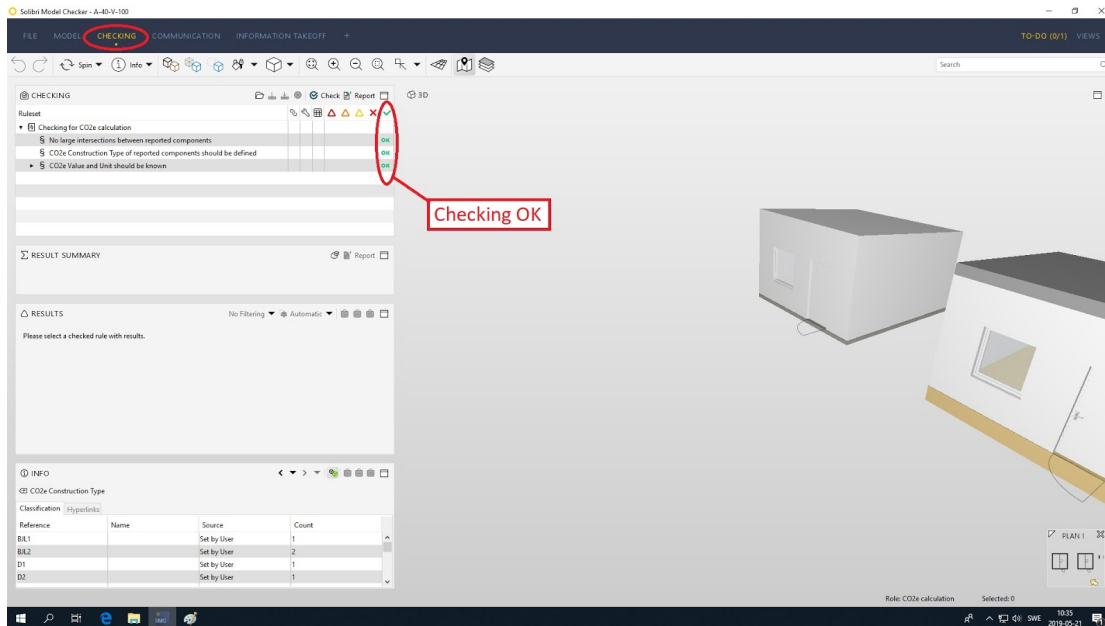 Solibri Model Checker - A-40-V-100
FILE MODEL CHECKING COMMUNICATION INFORMATION TAKEOFF +
TO-DO (0/1) VIEWS
Spin Info
Search
CHECKING
Check Report
3D
Ruleset
§ Checking for CO2e calculation
§ No large intersections between reported components OK
§ CO2e Construction Type of reported components should be defined OK
§ CO2e Value and Unit should be known OK
Checking OK
∑ RESULT SUMMARY
Report
RESULTS
No Filtering Automatic
Please select a checked rule with results.
INFO
CO2e Construction Type
Classification Hyperlinks
Reference Name Source Count
BJL1 Set by User 1
BJL2 Set by User 2
D1 Set by User 1
D2 Set by User 1
PLAN 1
Role: CO2e calculation Selected: 0
SWE
10:35
2019-05-21